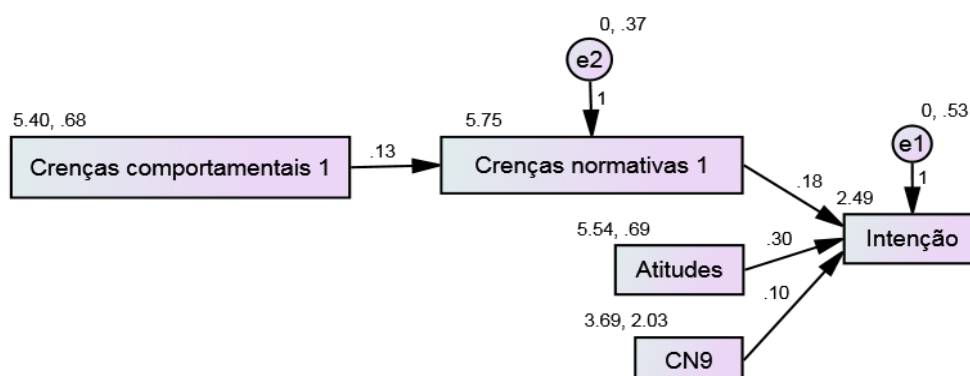 0, .37
e2
1
5.40, .68
Crenças comportamentais 1
.13
5.75
Crenças normativas 1
0, .53
e1
1
.18
2.49
Intenção
5.54, .69
Atitudes
.30
3.69, 2.03
CN9
.10